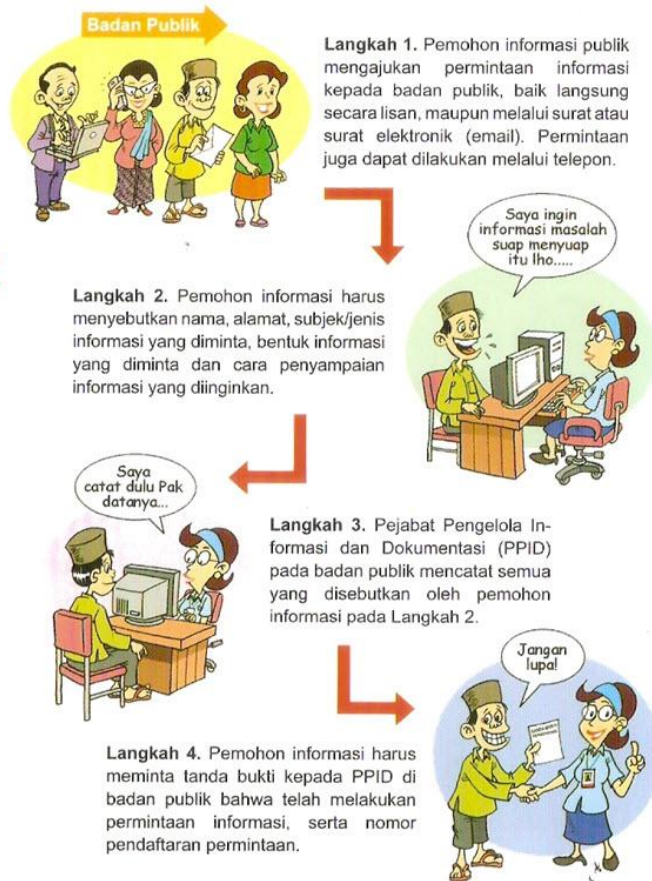 Badan Publik
Langkah 1. Pemohon informasi publik
mengajukan permintaan informasi
kepada badan publik, baik langsung
secara lisan, maupun melalui surat atau
surat elektronik (email). Permintaan
juga dapat dilakukan melalui telepon.
Saya ingin
informasi masalah
suap menyuap
itu lho.....
Langkah 2. Pemohon informasi harus
menyebutkan nama, alamat, subjek/jenis
informasi yang diminta, bentuk informasi
yang diminta dan cara penyampaian
informasi yang diinginkan.
Saya
catat dulu Pak
datanya...
Langkah 3. Pejabat Pengelola In-
formasi dan Dokumentasi (PPID)
pada badan publik mencatat semua
yang disebutkan oleh pemohon
informasi pada Langkah 2.
Jangan
lupa!
Langkah 4. Pemohon informasi harus
meminta tanda bukti kepada PPID di
badan publik bahwa telah melakukan
permintaan informasi, serta nomor
pendaftaran permintaan.